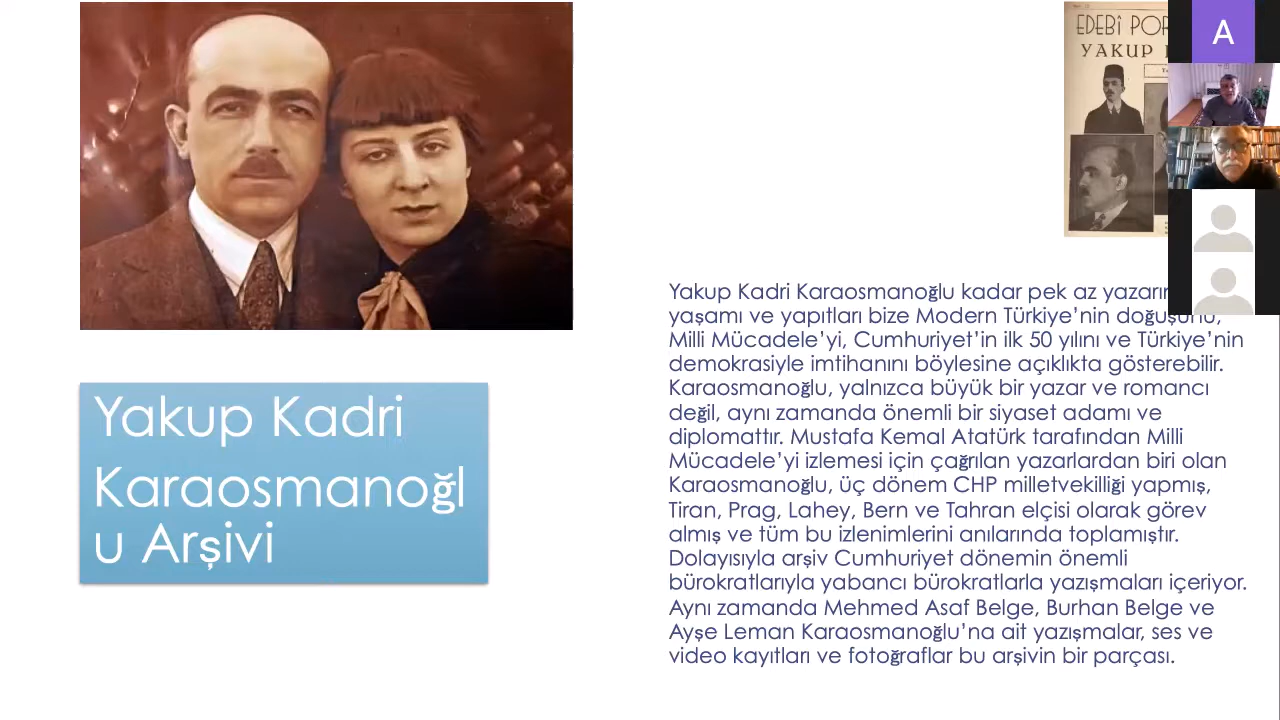 EDEBÎ
YAKUP
A
Yakup Kadri
Karaosmanoğl
u Arşivi
Yakup Kadri Karaosmanoğlu kadar pek az
yaşamı ve yapıtları bize Modern Türkiye’nin
Milli Mücadele’yi, Cumhuriyet’in ilk 50 yılını ve Türkiye’nin
demokrasiyle imtihanını böylesine açıklıkta gösterebilir.
Karaosmanoğlu, yalnızca büyük bir yazar ve romancı
değil, aynı zamanda önemli bir siyaset adamı ve
diplomattır. Mustafa Kemal Atatürk tarafından Milli
Mücadele’yi izlemesi için çağrılan yazarlardan biri olan
Karaosmanoğlu, üç dönem CHP milletvekilliği yapmış,
Tiran, Prag, Lahey, Bern ve Tahran elçisi olarak görev
almış ve tüm bu izlenimlerini anılarında toplamıştır.
Dolayısıyla arşiv Cumhuriyet dönemin önemli
bürokratlarıyla yabancı bürokratlarla yazışmaları içeriyor.
Aynı zamanda Mehmed Asaf Belge, Burhan Belge ve
Ayşe Leman Karaosmanoğlu’na ait yazışmalar, ses ve
video kayıtları ve fotoğraflar bu arşivin bir parçası.